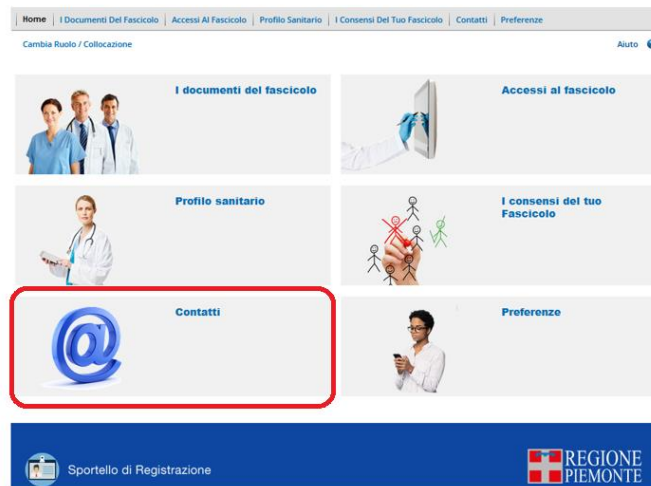 Home | I Documenti Del Fascicolo | Accessi Al Fascicolo | Profilo Sanitario | I Consensi Del Tuo Fascicolo | Contatti | Preferenze
Cambia Ruolo / Collocazione
Aiuto
I documenti del fascicolo
Accessi al fascicolo
Profilo sanitario
I consensi del tuo
Fascicolo
Contatti
Preferenze
Sportello di Registrazione
REGIONE
PIEMONTE